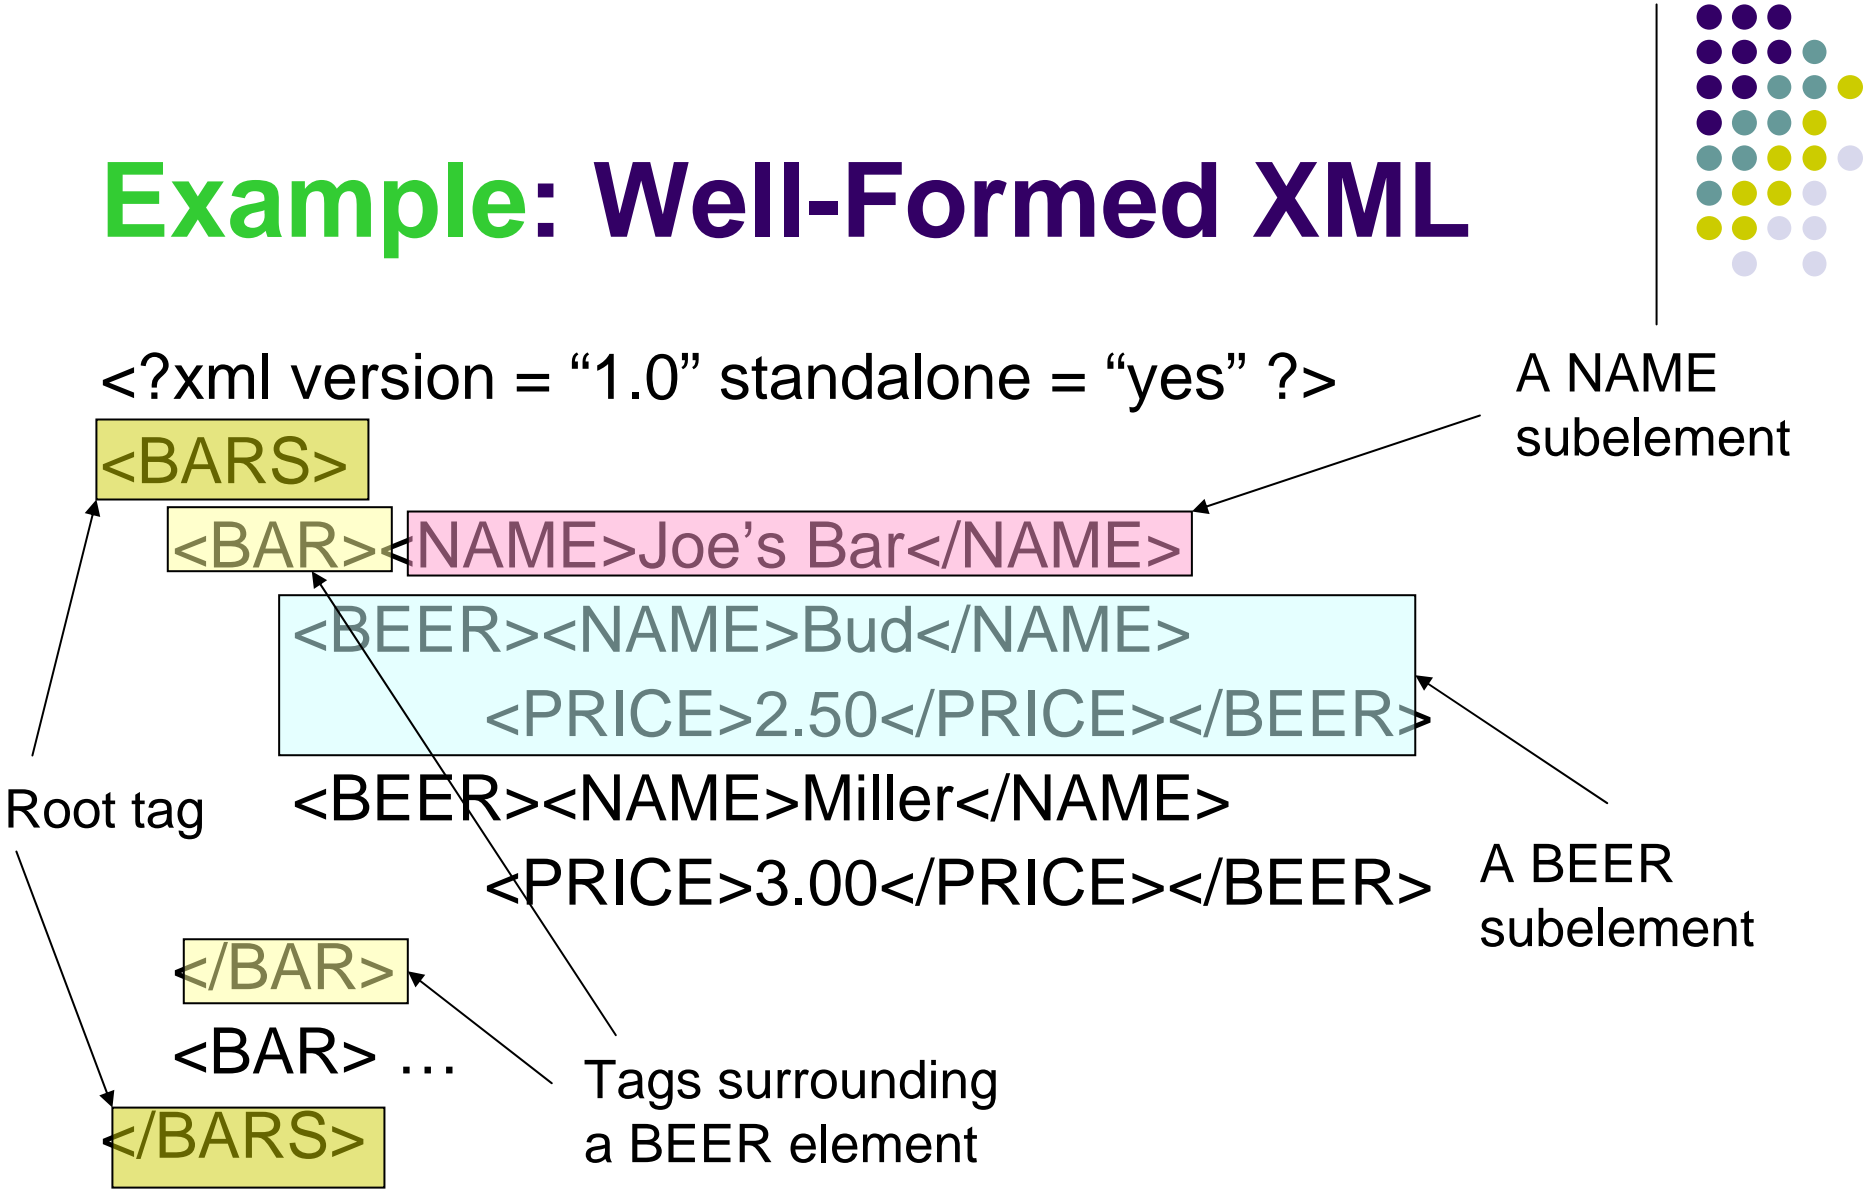 Example: Well-Formed XML
<?xml version = “1.0” standalone = “yes” ?>
<BARS>
<BAR><NAME>Joe’s Bar</NAME>
<BEER><NAME>Bud</NAME>
<PRICE>2.50</PRICE></BEER>
<BEER><NAME>Miller</NAME>
<PRICE>3.00</PRICE></BEER>
</BAR>
<BAR> …
</BARS>
A NAME
subelement
Root tag
A BEER
subelement
Tags surrounding
a BEER element